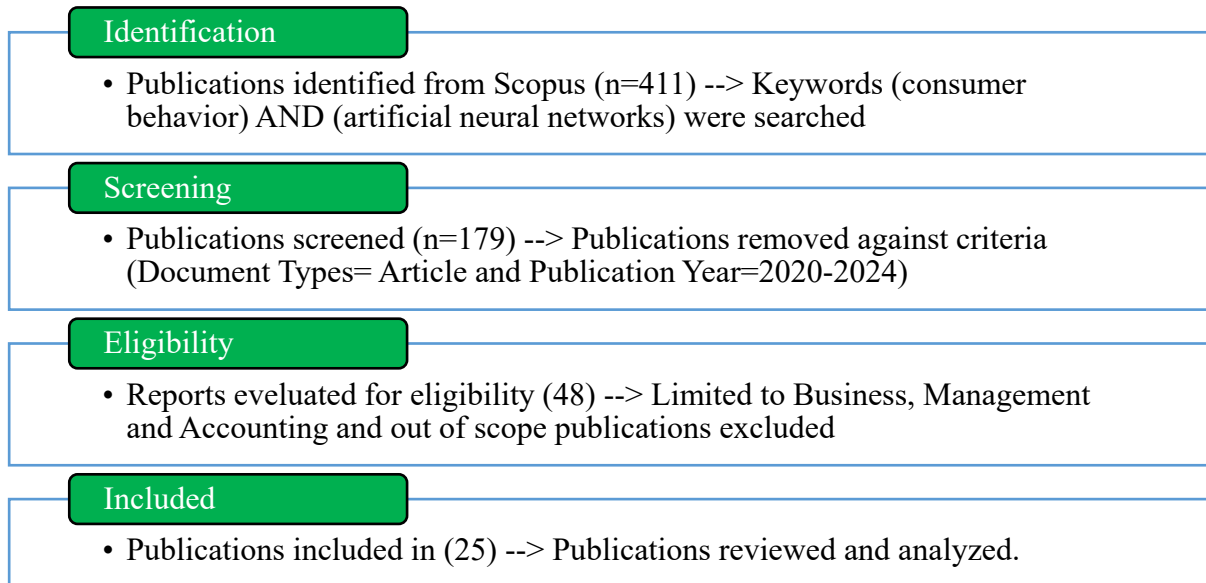 Identification
• Publications identified from Scopus (n=411) --> Keywords (consumer
behavior) AND (artificial neural networks) were searched
Screening
• Publications screened (n=179) --> Publications removed against criteria
(Document Types= Article and Publication Year=2020-2024)
Eligibility
• Reports eveluated for eligibility (48) --> Limited to Business, Management
and Accounting and out of scope publications excluded
Included
• Publications included in (25) --> Publications reviewed and analyzed.